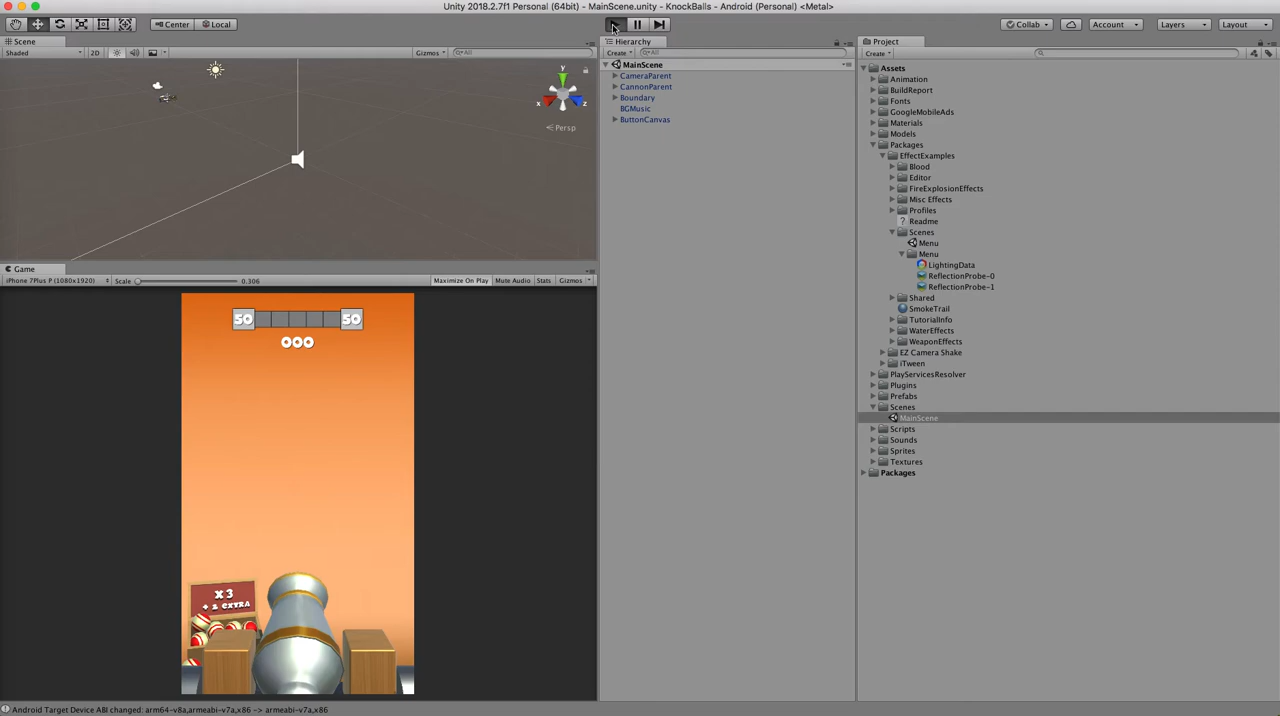 Unity 2018.2.7f1 Personal (64bit) - MainScene.unity - KnockBalls - Android (Personal) <Metal>
Center Local
Collab Account Layers Layout
Scene
Shaded 2D Gizmos All
y
x z
Persp
Game
iPhone 7Plus P (1080x1920) Scale 0.306 Maximize On Play Mute Audio Stats Gizmos
50 50
000
X 3
+ 2 EXTRA
Hierarchy
Create All
MainScene
CameraParent
CannonParent
Boundary
BGMusic
ButtonCanvas
Project
Create
Assets
Animation
BuildReport
Fonts
GoogleMobileAds
Materials
Models
Packages
EffectExamples
Blood
Editor
FireExplosionEffects
Misc Effects
Profiles
Readme
Scenes
Menu
Menu
LightingData
ReflectionProbe-0
ReflectionProbe-1
Shared
SmokeTrail
TutorialInfo
WaterEffects
WeaponEffects
EZ Camera Shake
iTween
PlayServicesResolver
Plugins
Prefabs
Scenes
MainScene
Scripts
Sounds
Sprites
Textures
Packages
Android Target Device ABI changed: arm64-v8a,armeabi-v7a,x86 -> armeabi-v7a,x86